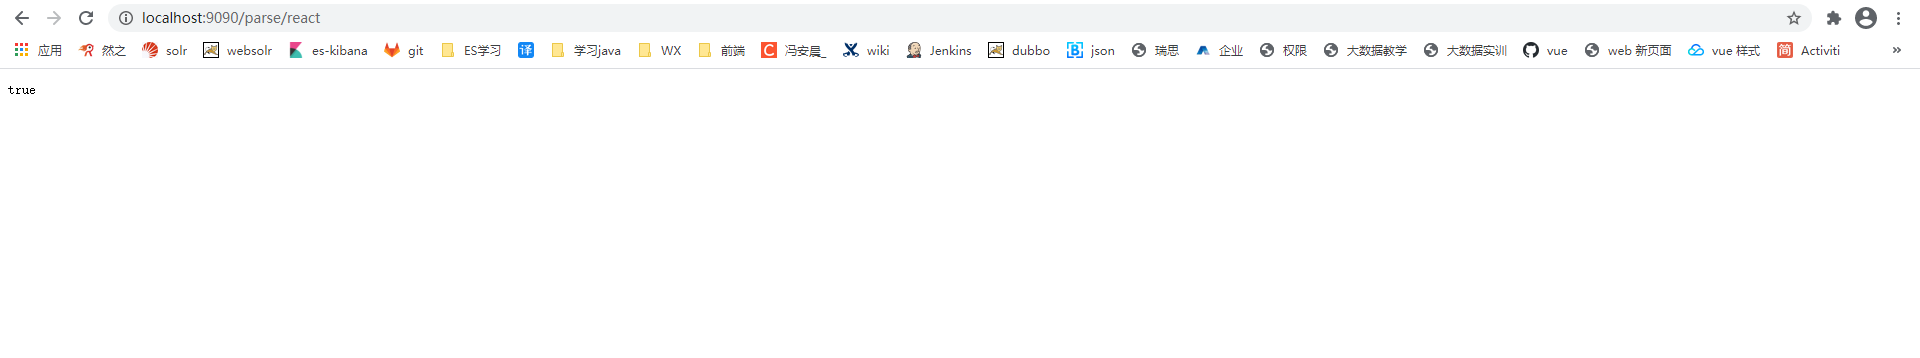 localhost:9090/parse/react
应用 然之 solr websolr es-kibana git ES学习 译 学习java WX 前端 C 冯安晨_ wiki Jenkins dubbo json 瑞思 企业 权限 大数据教学 大数据实训 vue web 新页面 vue 样式 简 Activiti »
true